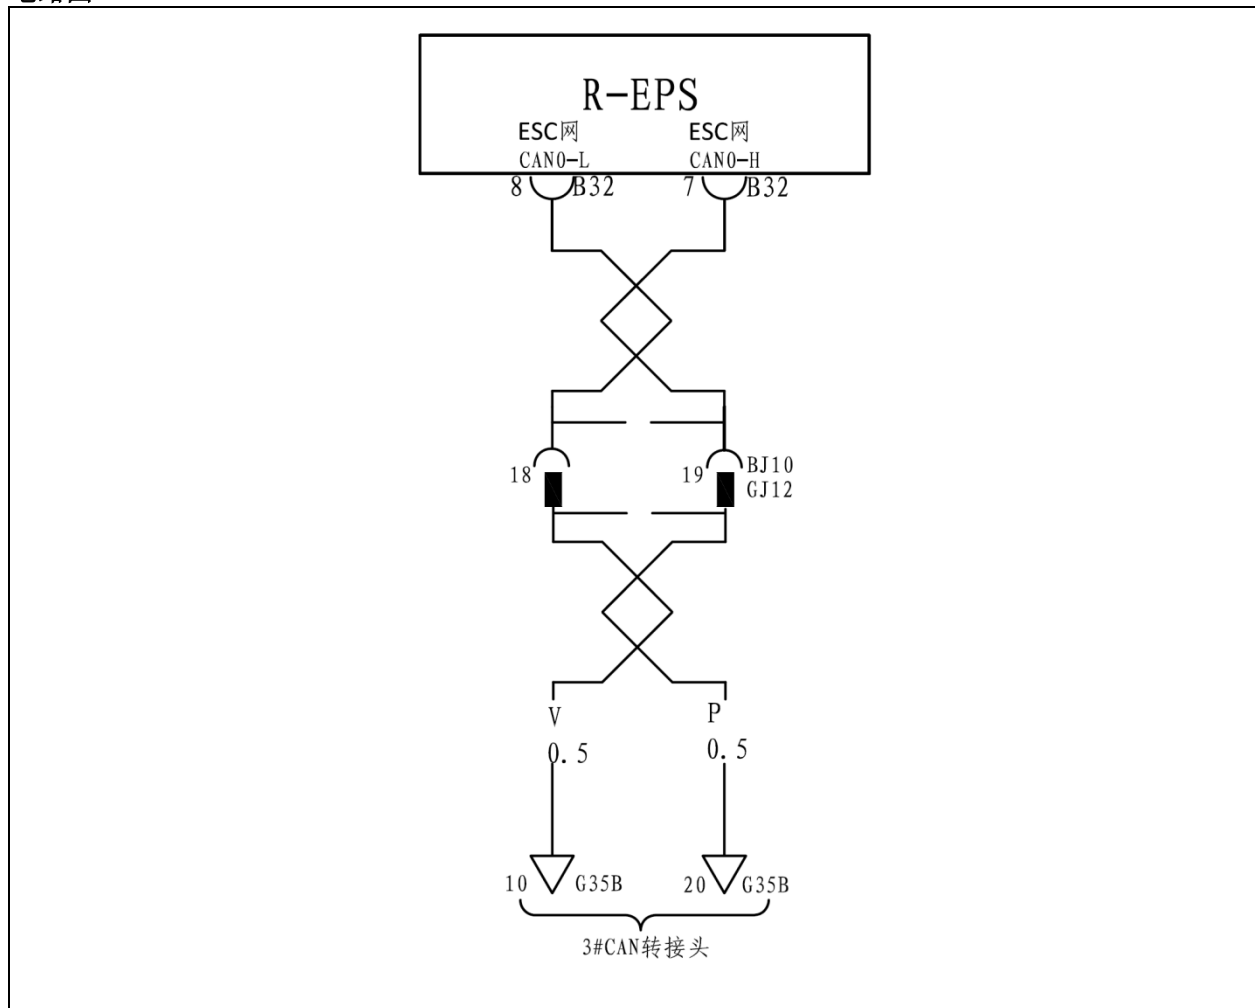 R-EPS
ESC网 ESC网
CAN0-L CAN0-H
8 B32 7 B32
18 19 BJ10
GJ12
V P
0.5 0.5
10 G35B 20 G35B
3#CAN转接头